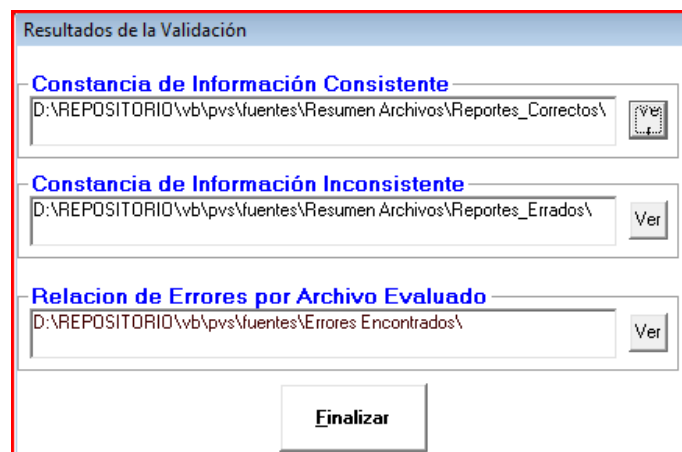 Resultados de la Validación
Constancia de Información Consistente
D:\REPOSITORIO\vb\pvs\fuentes\Resumen Archivos\Reportes_Correctos\
Ver
Constancia de Información Inconsistente
D:\REPOSITORIO\vb\pvs\fuentes\Resumen Archivos\Reportes_Errados\
Ver
Relacion de Errores por Archivo Evaluado
D:\REPOSITORIO\vb\pvs\fuentes\Errores Encontrados\
Ver
Finalizar